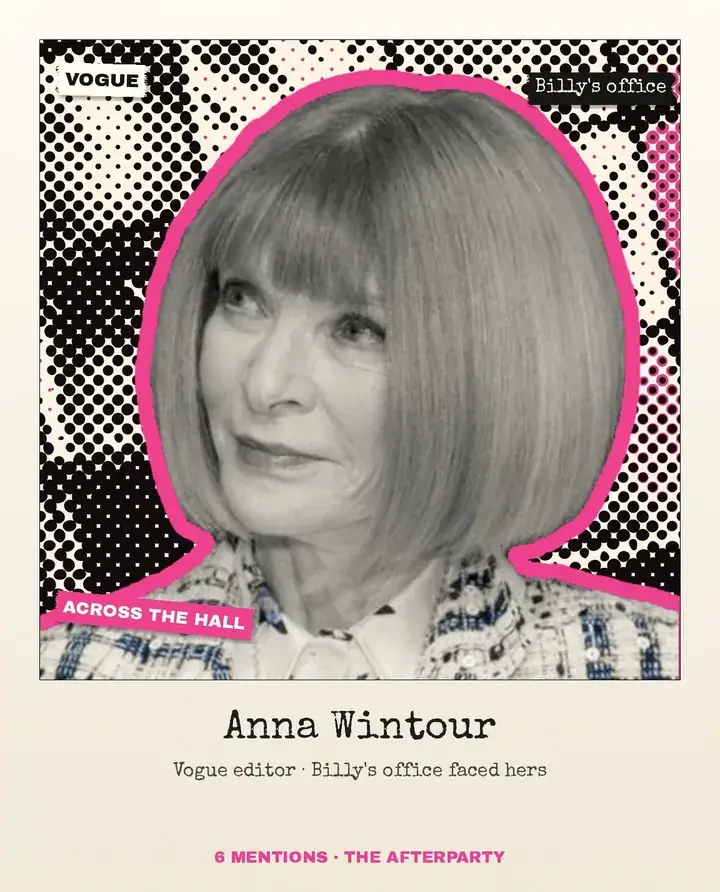 VOGUE
Billy's office
ACROSS THE HALL
Anna Wintour
Vogue editor · Billy's office faced hers
6 MENTIONS · THE AFTERPARTY